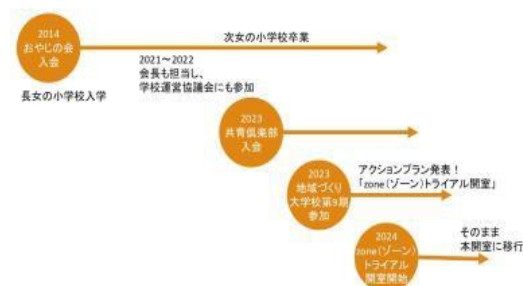 2014
おやじの会
入会
次女の小学校卒業
長女の小学校入学
2021～2022
会長も担当し、
学校運営協議会にも参加
2023
共育倶楽部
入会
2023
地域づくり
大学校第9期
参加
アクションプラン発表！
「zone（ゾーン）トライアル開室」
2024
zone（ゾーン）
トライアル
開室開始
そのまま
本開室に移行